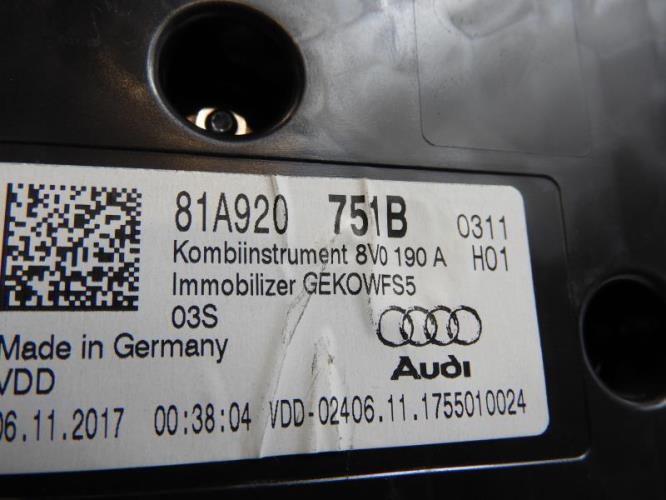 81A920 751B 0311
Kombiinstrument 8V0 190 A H01
Immobilizer GEKOWFS5
03S
Made in Germany Audi
VDD
06.11.2017 00:38:04 VDD-02406.11.1755010024